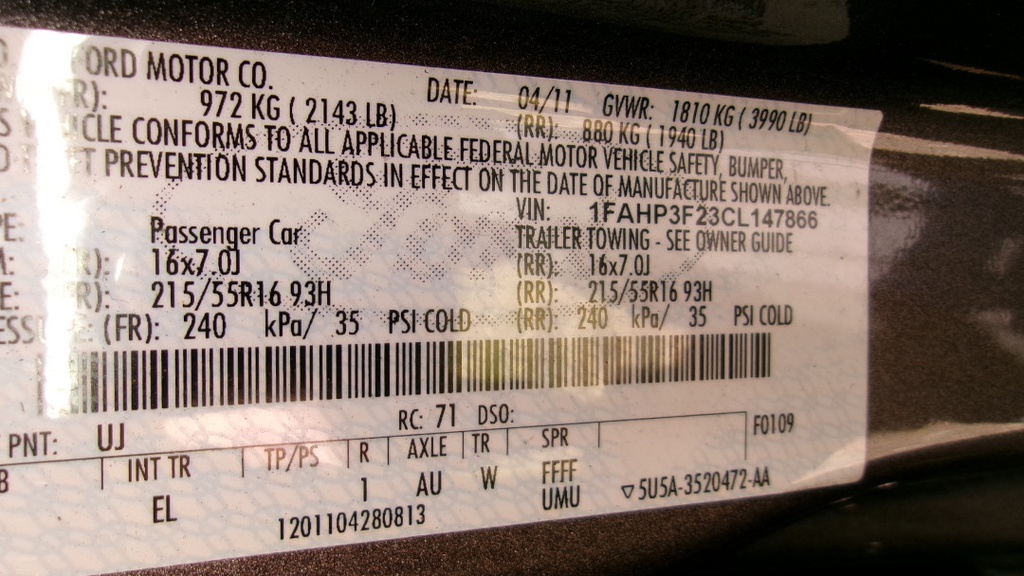 ORD MOTOR CO. DATE: 04/11 GVWR: 1810 KG ( 3990 LB)
R): 972 KG ( 2143 LB) (RR): 880 KG ( 1940 LB)
CLE CONFORMS TO ALL APPLICABLE FEDERAL MOTOR VEHICLE SAFETY, BUMPER,
T PREVENTION STANDARDS IN EFFECT ON THE DATE OF MANUFACTURE SHOWN ABOVE.
VIN: 1FAHP3F23CL147866
PE: Passenger Car TRAILER TOWING - SEE OWNER GUIDE
M: R): 16x7.0J (RR): 16x7.0J
E: R): 215/55R16 93H (RR): 215/55R16 93H
ESSU E: (FR): 240 kPa/ 35 PSI COLD (RR): 240 kPa/ 35 PSI COLD
RC: 71 DSO:
PNT: UJ F0109
B INT TR TP/PS R AXLE TR SPR
EL 1 AU W FFFF
UMU
1201104280813 5U5A-3520472-AA